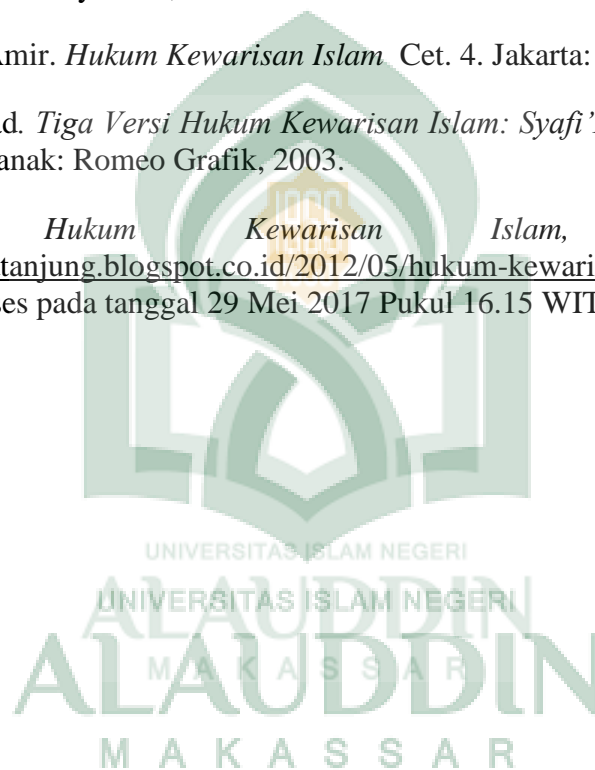 Amir. Hukum Kewarisan Islam Cet. 4. Jakarta:
ad. Tiga Versi Hukum Kewarisan Islam: Syafi’
anak: Romeo Grafik, 2003.
Hukum Kewarisan Islam,
tanjung.blogspot.co.id/2012/05/hukum-kewari
ses pada tanggal 29 Mei 2017 Pukul 16.15 WIT
UNIVERSITAS ISLAM NEGERI
UNIVERSITAS ISLAM NEGERI
ALAUDDIN
MAKASSAR
ALAUDDIN
MAKASSAR